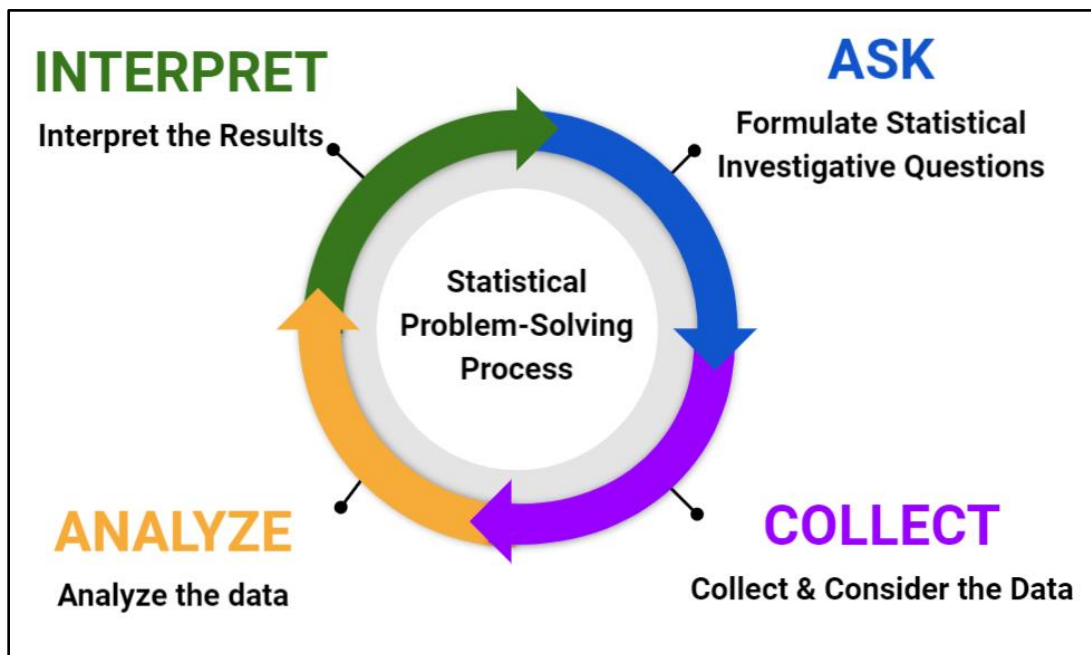 INTERPRET
Interpret the Results
ASK
Formulate Statistical
Investigative Questions
Statistical
Problem-Solving
Process
ANALYZE
Analyze the data
COLLECT
Collect & Consider the Data